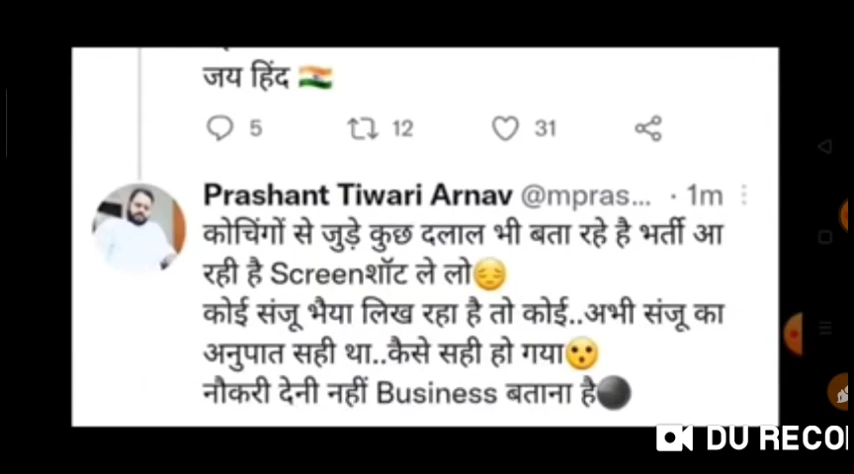 जय हिंद 🇮🇳
5 12 31
Prashant Tiwari Arnav @mpras... · 1m
कोचिंगों से जुड़े कुछ दलाल भी बता रहे है भर्ती आ
रही है Screenशॉट ले लो😔
कोई संजू भैया लिख रहा है तो कोई..अभी संजू का
अनुपात सही था..कैसे सही हो गया😮
नौकरी देनी नहीं Business बताना है⚫
DU RECO